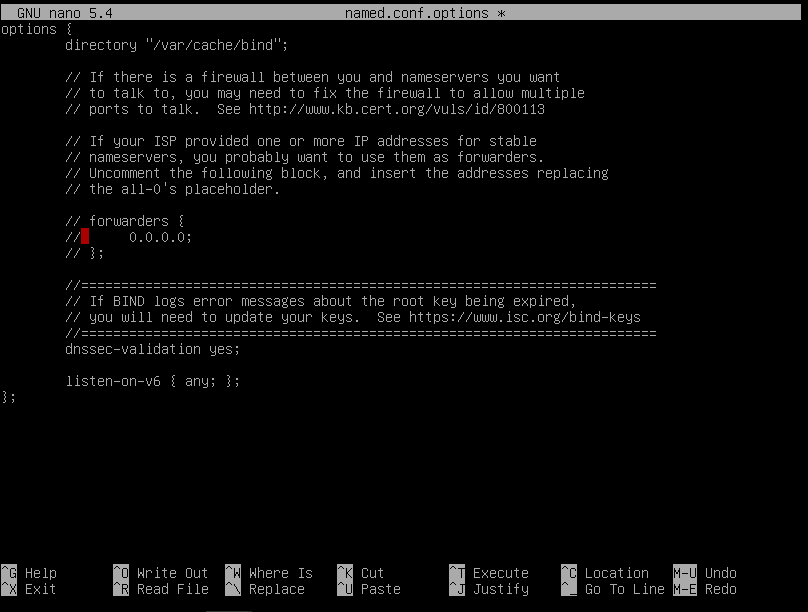 GNU nano 5.4 named.conf.options *
options {
        directory "/var/cache/bind";

        // If there is a firewall between you and nameservers you want
        // to talk to, you may need to fix the firewall to allow multiple
        // ports to talk.  See http://www.kb.cert.org/vuls/id/800113

        // If your ISP provided one or more IP addresses for stable
        // nameservers, you probably want to use them as forwarders.
        // Uncomment the following block, and insert the addresses replacing
        // the all-0's placeholder.

        // forwarders {
        //      0.0.0.0;
        // };

        //========================================================================
        // If BIND logs error messages about the root key being expired,
        // you will need to update your keys.  See https://www.isc.org/bind-keys
        //========================================================================
        dnssec-validation yes;

        listen-on-v6 { any; };
};
^G Help ^O Write Out ^W Where Is ^K Cut ^T Execute ^C Location M-U Undo
^X Exit ^R Read File ^\ Replace ^U Paste ^J Justify ^_ Go To Line M-E Redo